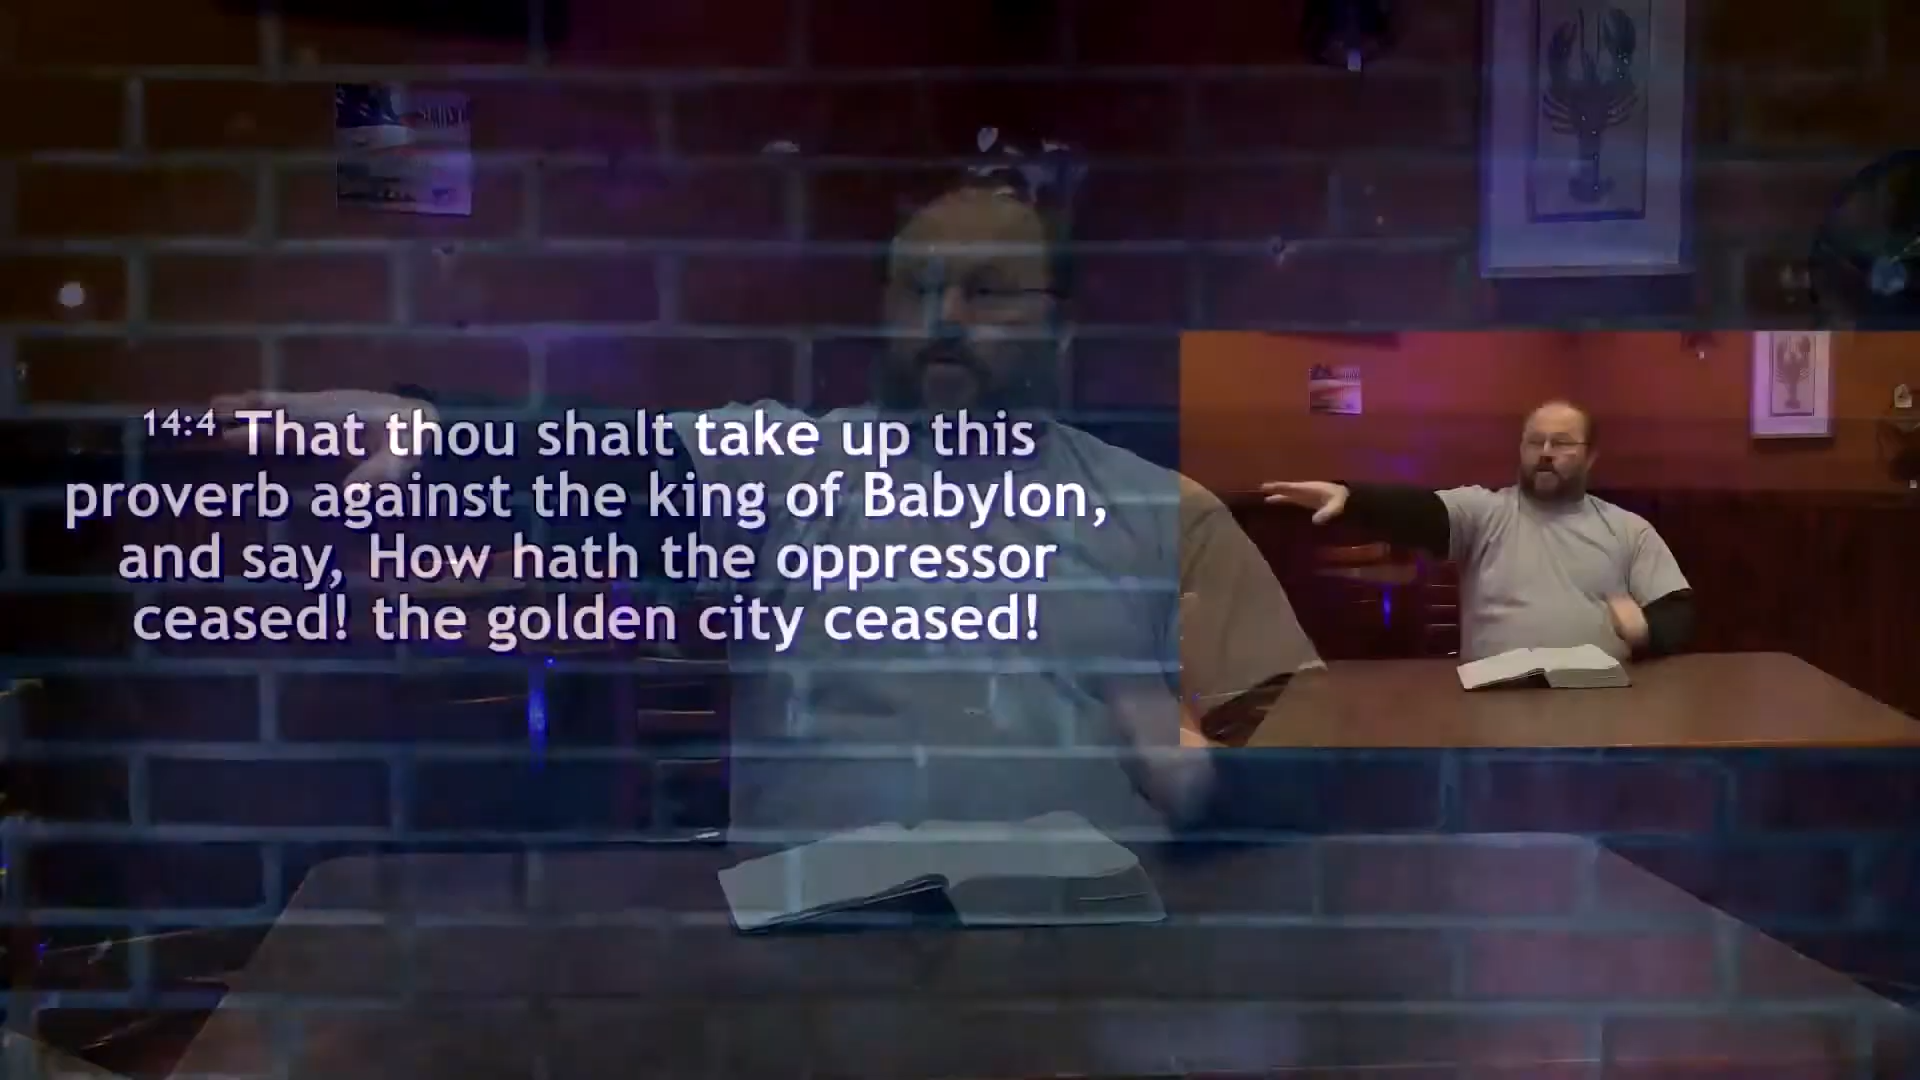 14:4 That thou shalt take up this
proverb against the king of Babylon,
and say, How hath the oppressor
ceased! the golden city ceased!